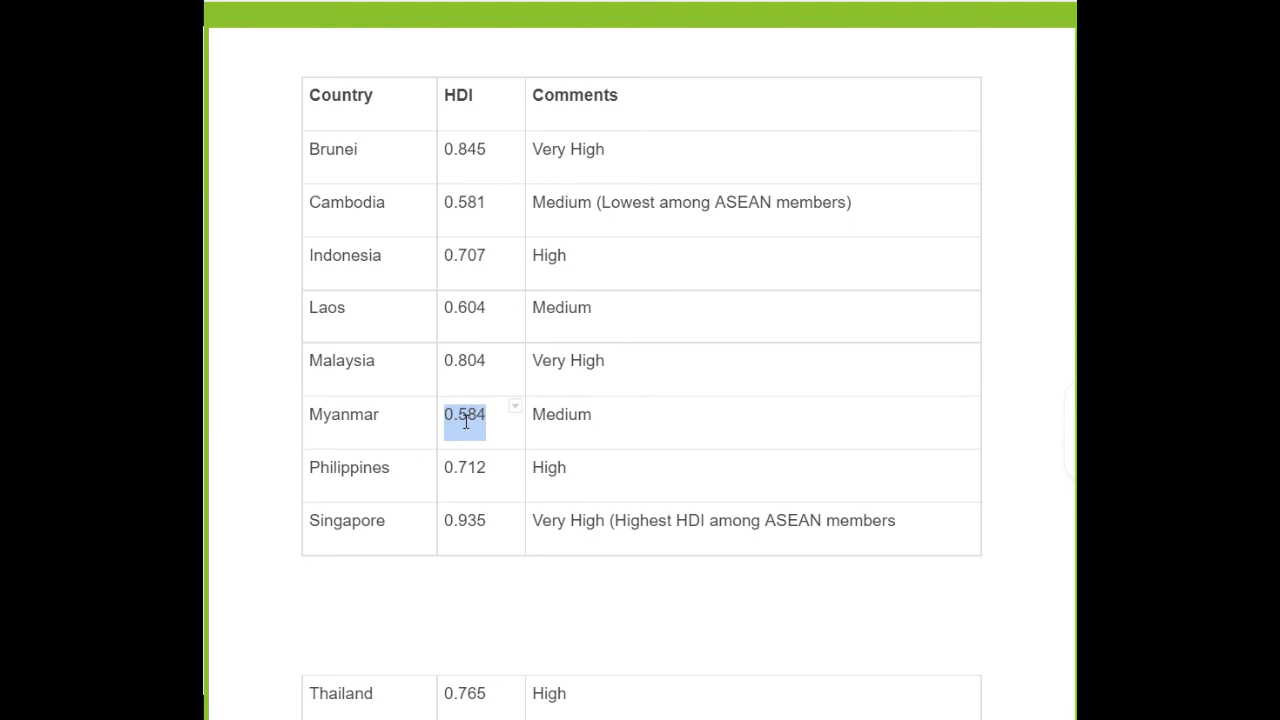 Country HDI Comments
Brunei 0.845 Very High
Cambodia 0.581 Medium (Lowest among ASEAN members)
Indonesia 0.707 High
Laos 0.604 Medium
Malaysia 0.804 Very High
Myanmar 0.584 Medium
Philippines 0.712 High
Singapore 0.935 Very High (Highest HDI among ASEAN members
Thailand 0.765 High